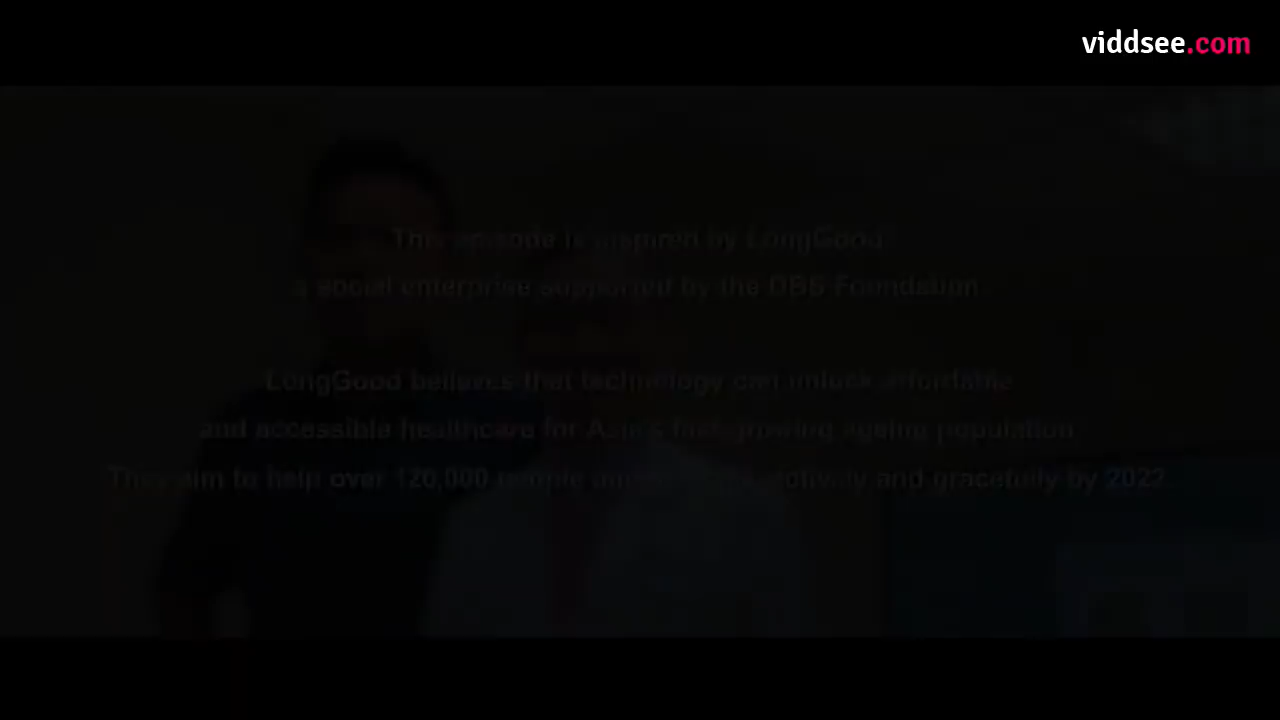 viddsee.com
This episode is inspired by LongGood
a social enterprise supported by the DBS Foundation.
LongGood believes that technology can unlock affordable
and accessible healthcare for Asia's fast-growing ageing population.
They aim to help over 120,000 people actively and gracefully by 2022.